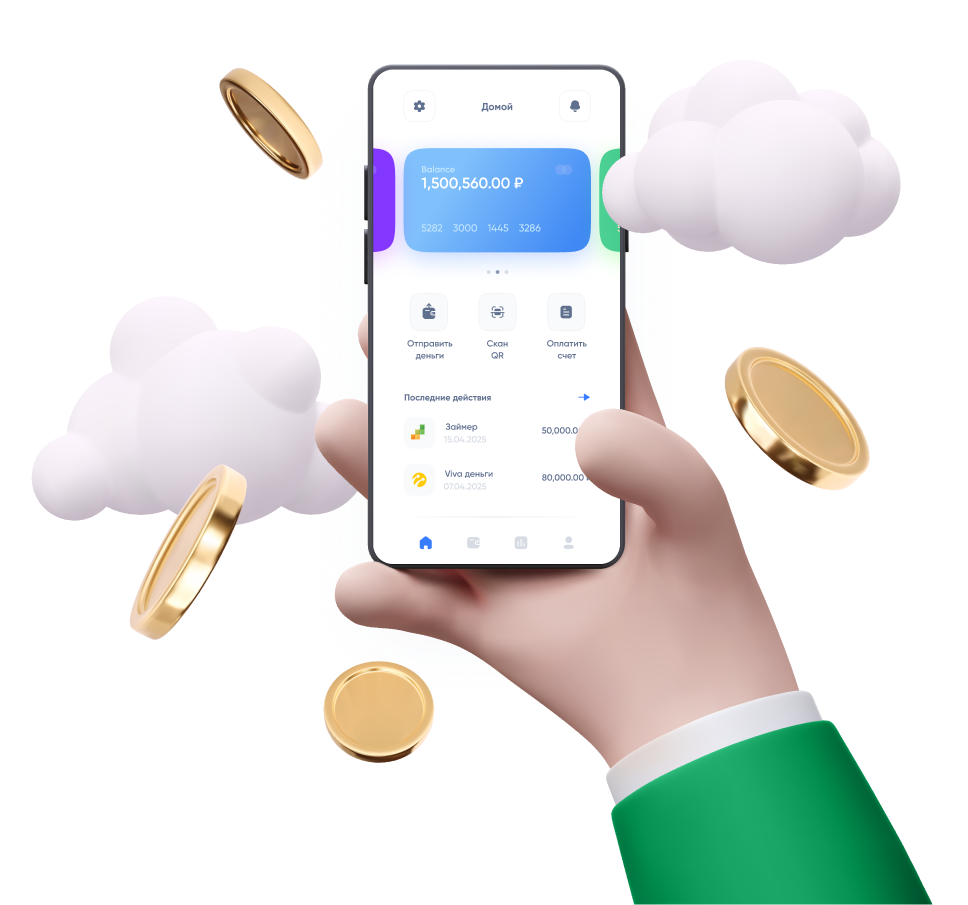 Домой
Balance
1,500,560.00 ₽
5282 3000 1445 3286
Отправить деньги
Скан QR
Оплатить счет
Последние действия
Займер
50,000.0
15.04.2025
Viva деньги
80,000.00
07.04.2025